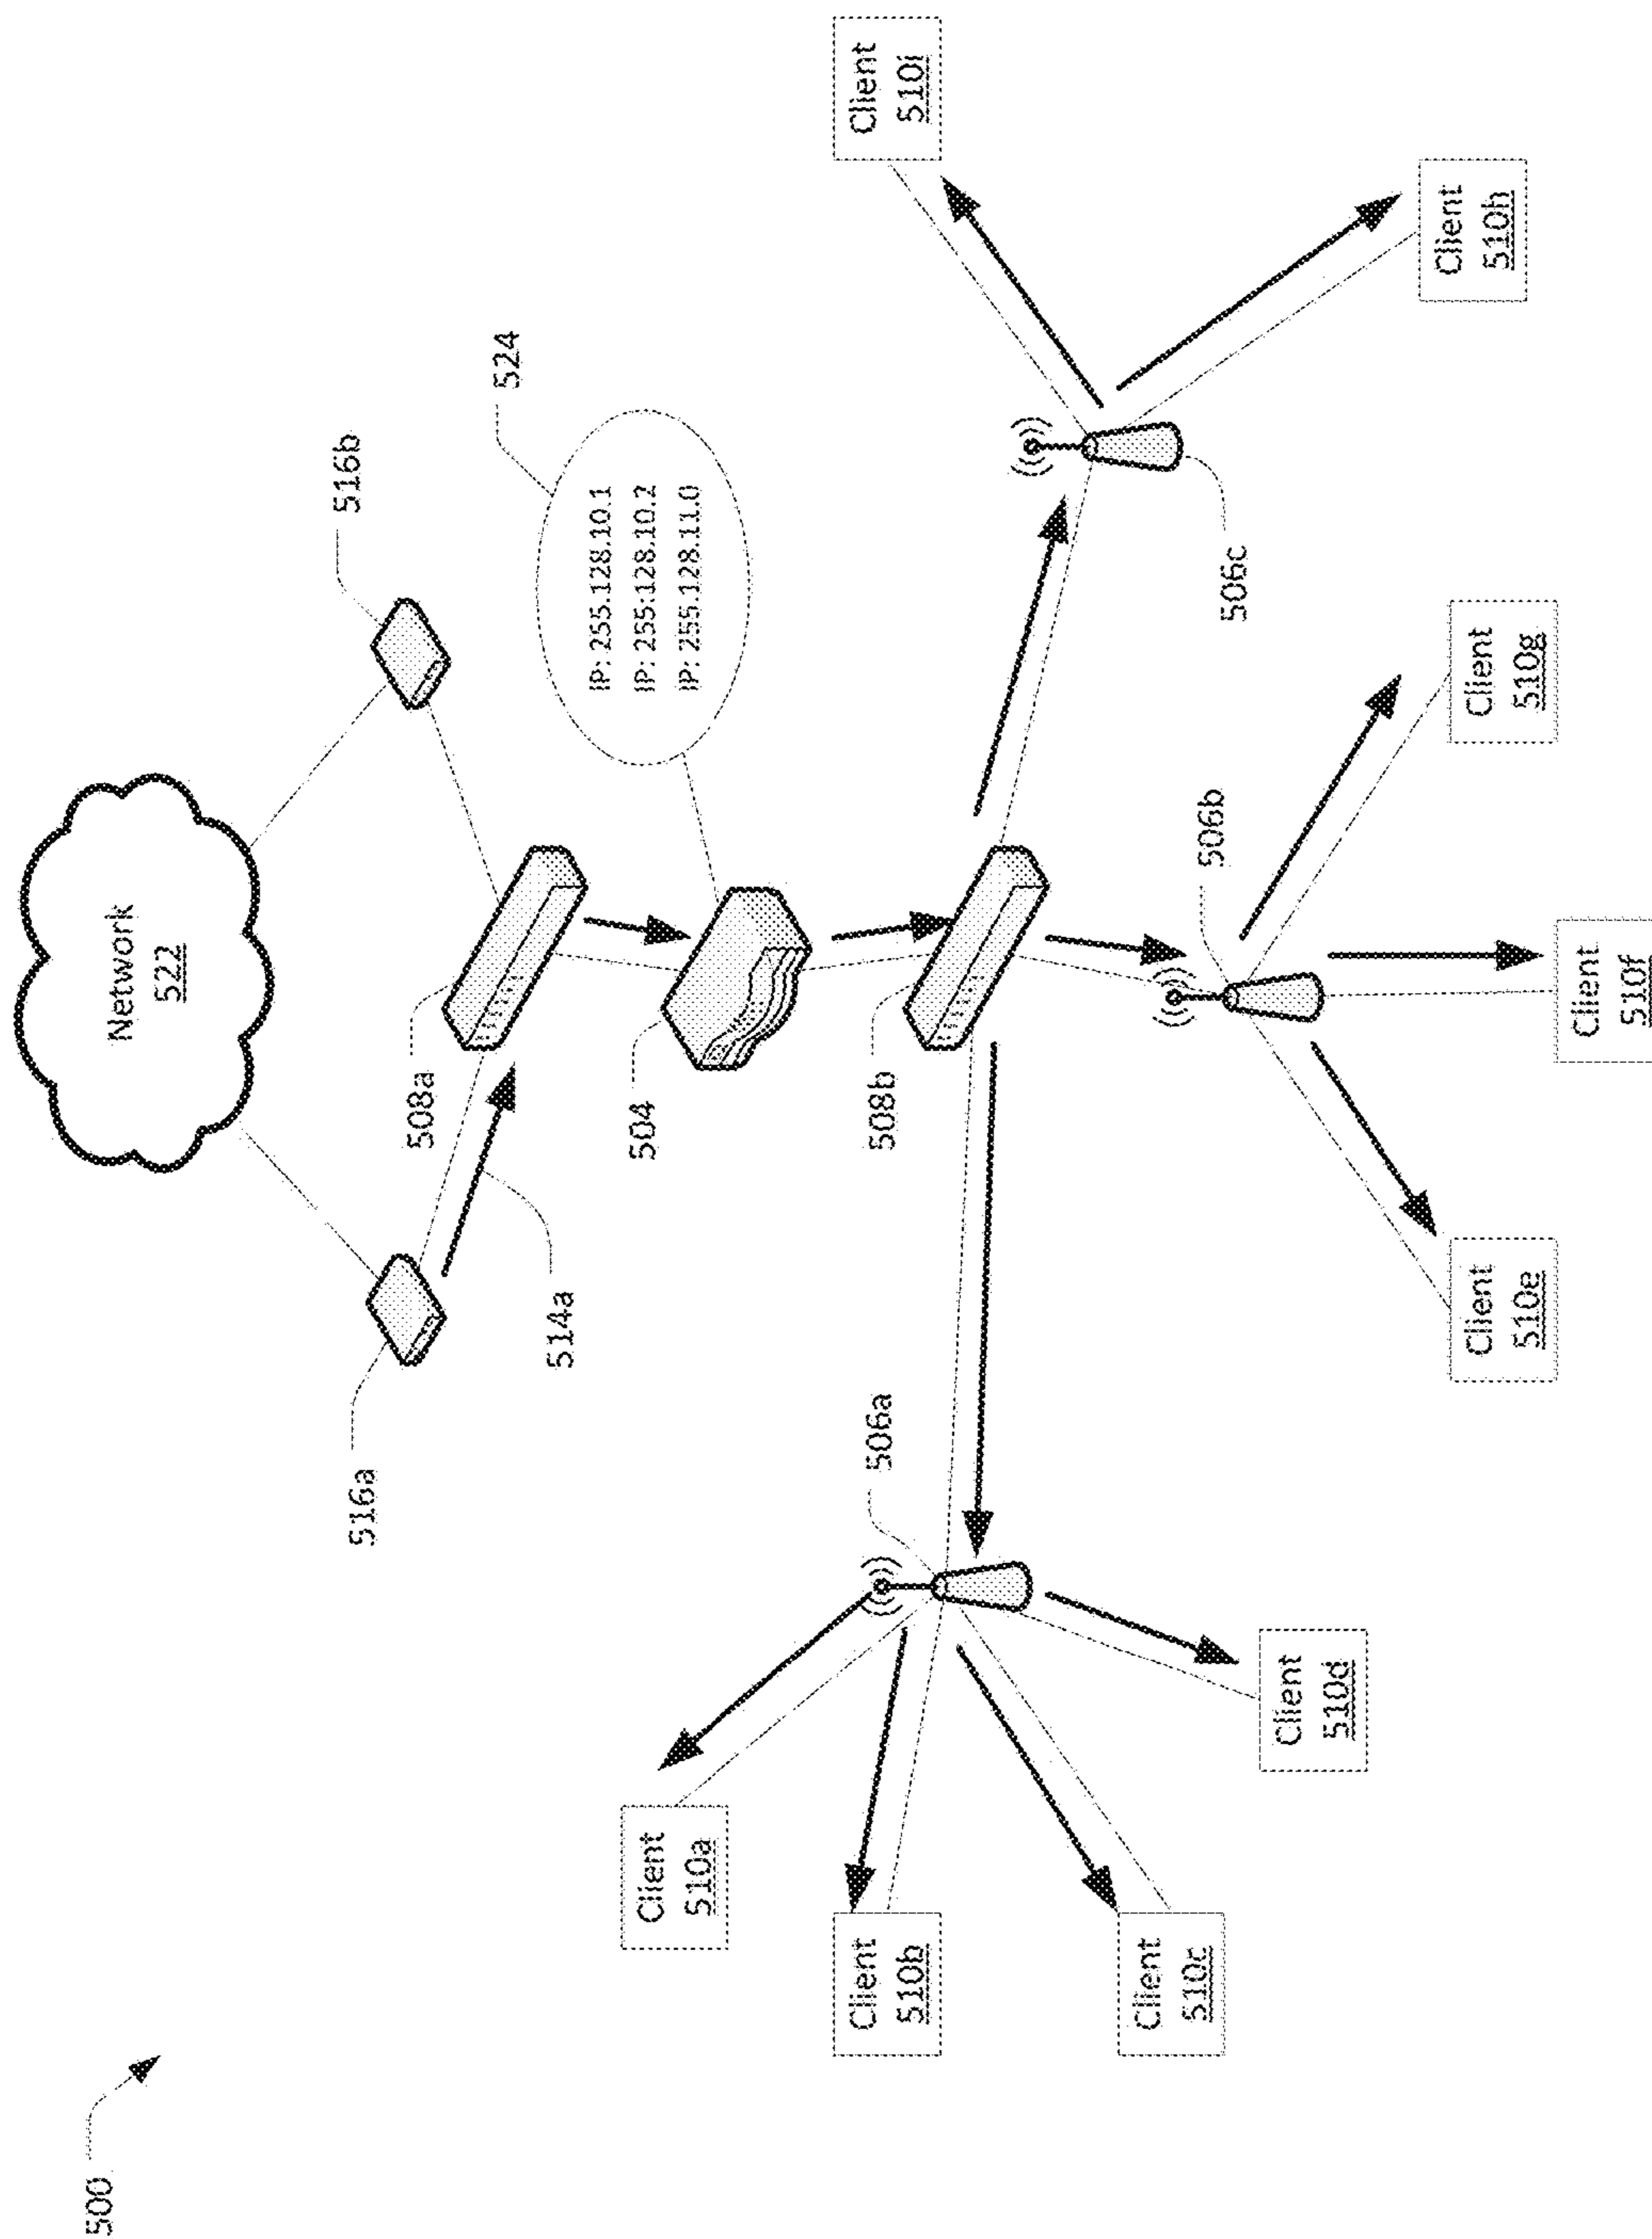 500
Network
522
516a
516b
514a
508a
524
504
IP: 255.128.10.1
IP: 255:128.10.2
IP: 255.128.11.0
508b
506a
506b
506c
Client
510a
Client
510b
Client
510c
Client
510d
Client
510e
Client
510f
Client
510g
Client
510h
Client
510i